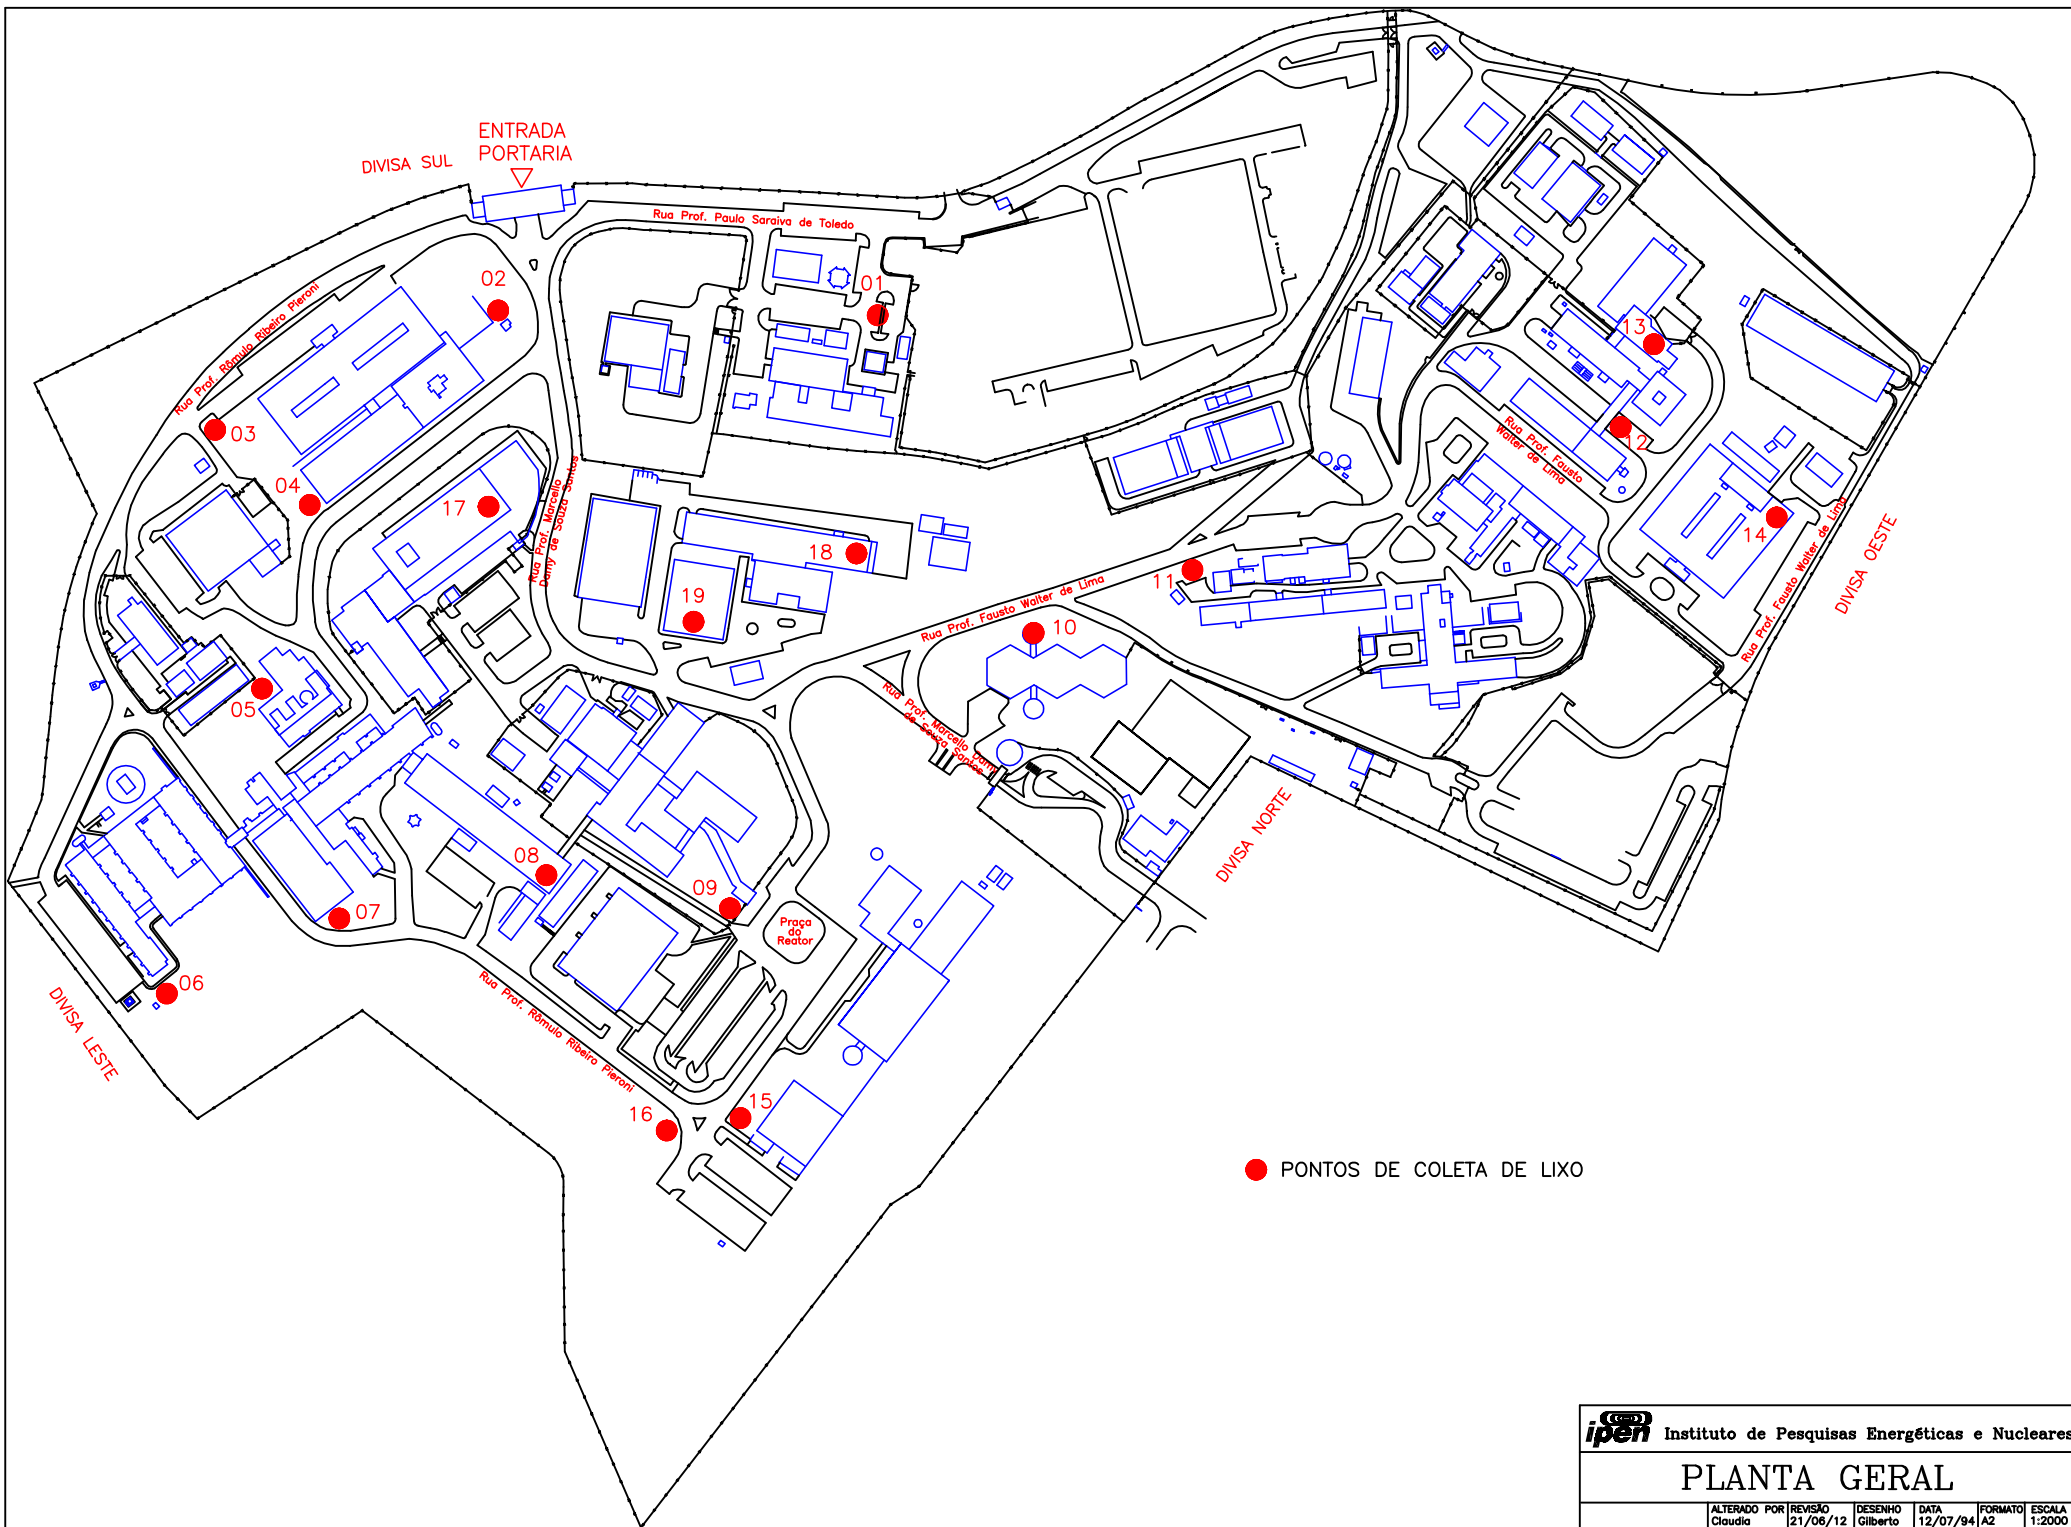 ENTRADA
PORTARIA
DIVISA SUL
Rua Prof. Paulo Saraiva de Toledo
02
01
Rua Prof. Rômulo Ribeiro Pieroni
13
03
12
Rua Prof. Fausto
Walter de Lima
04
17
Rua Prof. Marcello
Damy de Souza Santos
14
18
11
Rua Prof. Fausto Walter de Lima
DIVISA OESTE
19
Rua Prof. Fausto Walter de Lima
10
05
Rua Prof. Marcello Damy
de Souza Santos
DIVISA NORTE
08
09
07
Praça
do
Reator
06
DIVISA LESTE
Rua Prof. Rômulo Ribeiro Pieroni
15
16
PONTOS DE COLETA DE LIXO
ipen Instituto de Pesquisas Energéticas e Nucleares
PLANTA GERAL
ALTERADO POR REVISÃO DESENHO DATA FORMATO ESCALA
Claudia 21/06/12 Gilberto 12/07/94 A2 1:2000